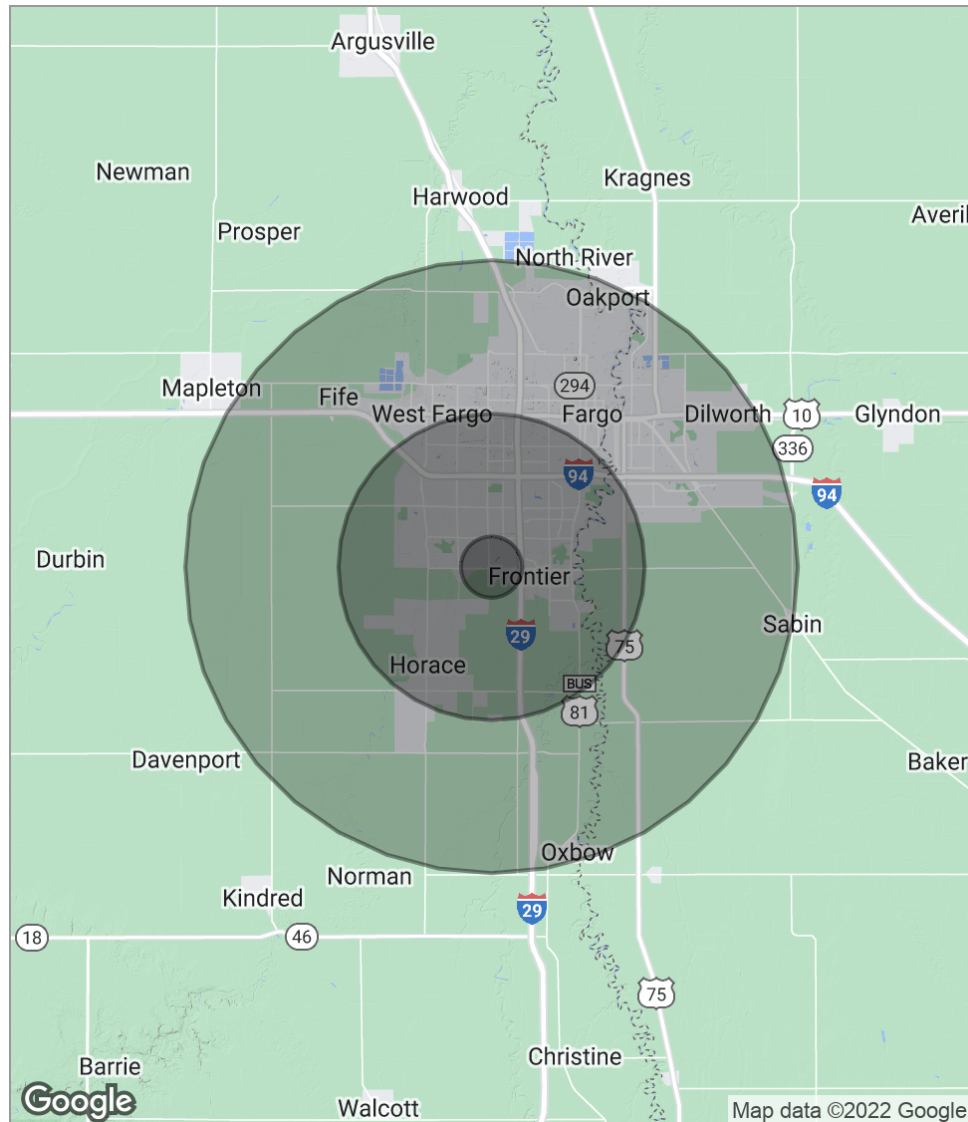 Argusville
Newman
Kragnes
Harwood
Averil
Prosper
North River
Oakport
Mapleton
Fife
294
West Fargo
Fargo
Dilworth
10
Glyndon
336
94
94
Durbin
Frontier
Sabin
29
75
Horace
BUS
81
Davenport
Baker
Oxbow
Norman
Kindred
29
18
46
75
Christine
Barrie
Walcott
Google
Map data ©2022 Google